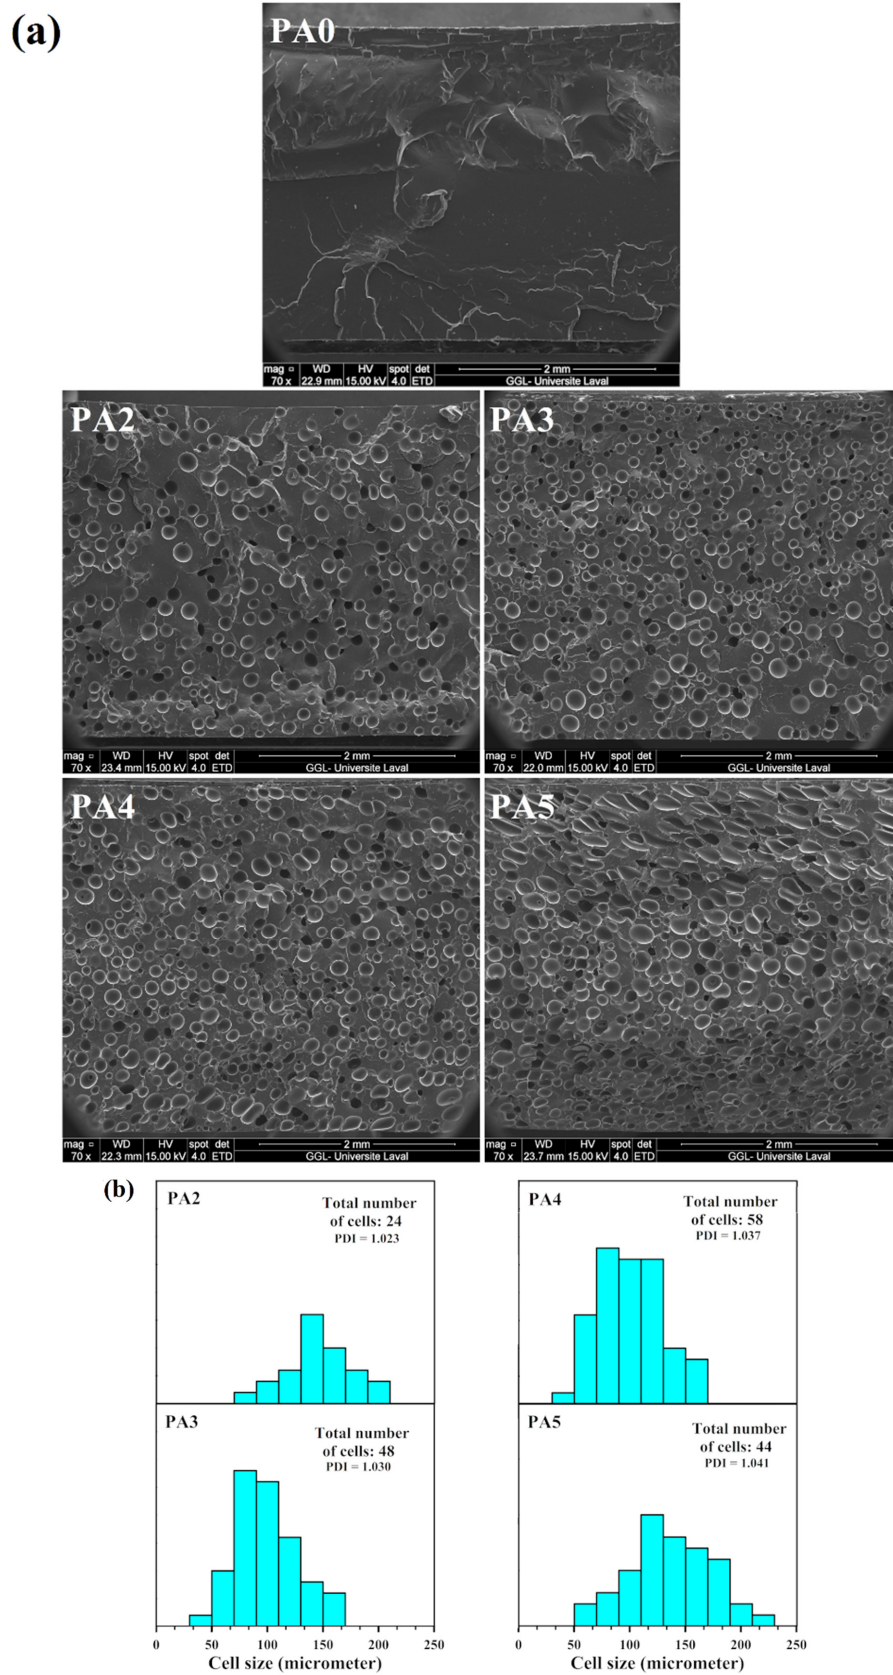 (a)
PA0
mag □ WD HV spot det 2 mm
70 x 22.9 mm 15.00 kV 4.0 ETD GGL- Universite Laval
PA2
PA3
mag □ WD HV spot det 2 mm
70 x 23.4 mm 15.00 kV 4.0 ETD GGL- Universite Laval
mag □ WD HV spot det 2 mm
70 x 22.0 mm 15.00 kV 4.0 ETD GGL- Universite Laval
PA4
PA5
mag □ WD HV spot det 2 mm
70 x 22.3 mm 15.00 kV 4.0 ETD GGL- Universite Laval
mag □ WD HV spot det 2 mm
70 x 23.7 mm 15.00 kV 4.0 ETD GGL- Universite Laval
(b)
PA2
Total number
of cells: 24
PDI = 1.023
PA4
Total number
of cells: 58
PDI = 1.037
PA3
Total number
of cells: 48
PDI = 1.030
PA5
Total number
of cells: 44
PDI = 1.041
0 50 100 150 200 250
Cell size (micrometer)
0 50 100 150 200 250
Cell size (micrometer)